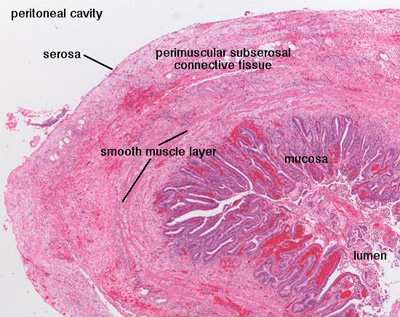 peritoneal cavity
serosa
perimuscular subserosal
connective tissue
smooth muscle layer
mucosa
lumen